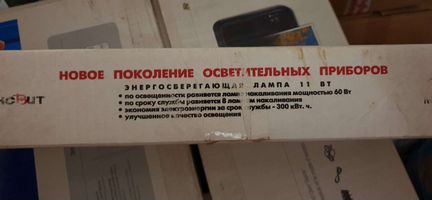 НОВОЕ ПОКОЛЕНИЕ ОСВЕТИТЕЛЬНЫХ ПРИБОРОВ
ЭНЕРГОСБЕРЕГАЮЩАЯ ЛАМПА 11 ВТ
• по освещенности равняется лампе накаливания мощностью 60 Вт
• по сроку службы равняется 8 лампам накаливания
• экономия электроэнергии за срок службы - 300 кВт. ч.
• улучшенное качество освещения